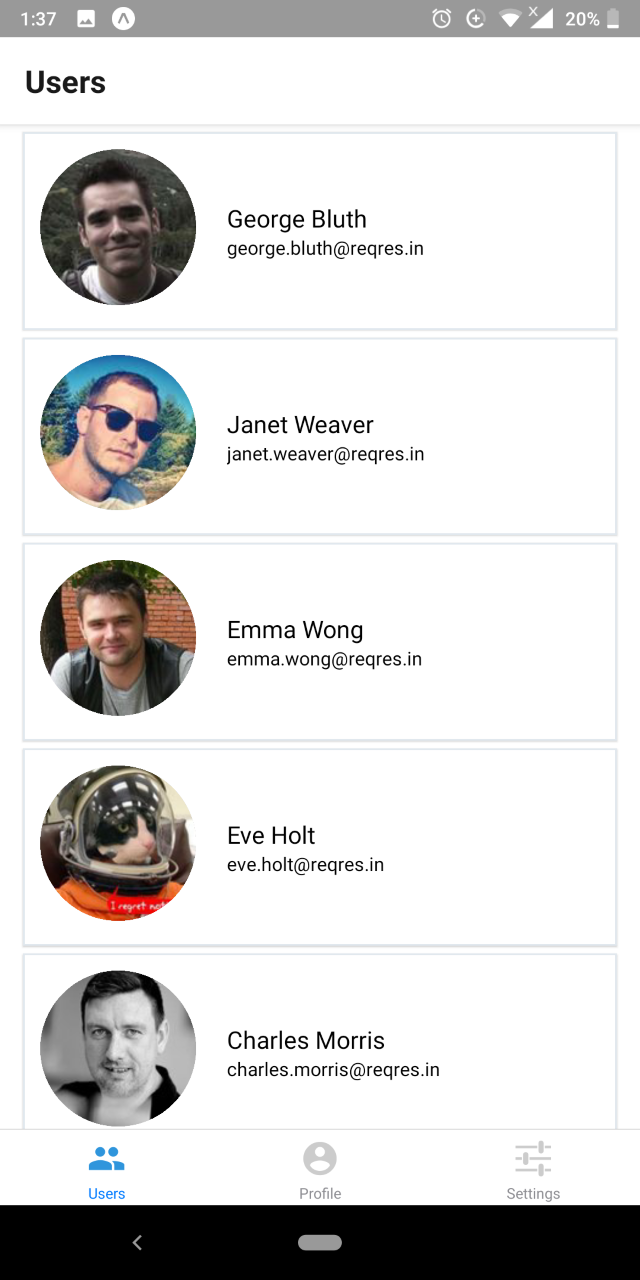 1:37
X
20%
Users
George Bluth
george.bluth@reqres.in
Janet Weaver
janet.weaver@reqres.in
Emma Wong
emma.wong@reqres.in
Eve Holt
eve.holt@reqres.in
I regret
Charles Morris
charles.morris@reqres.in
Users
Profile
Settings